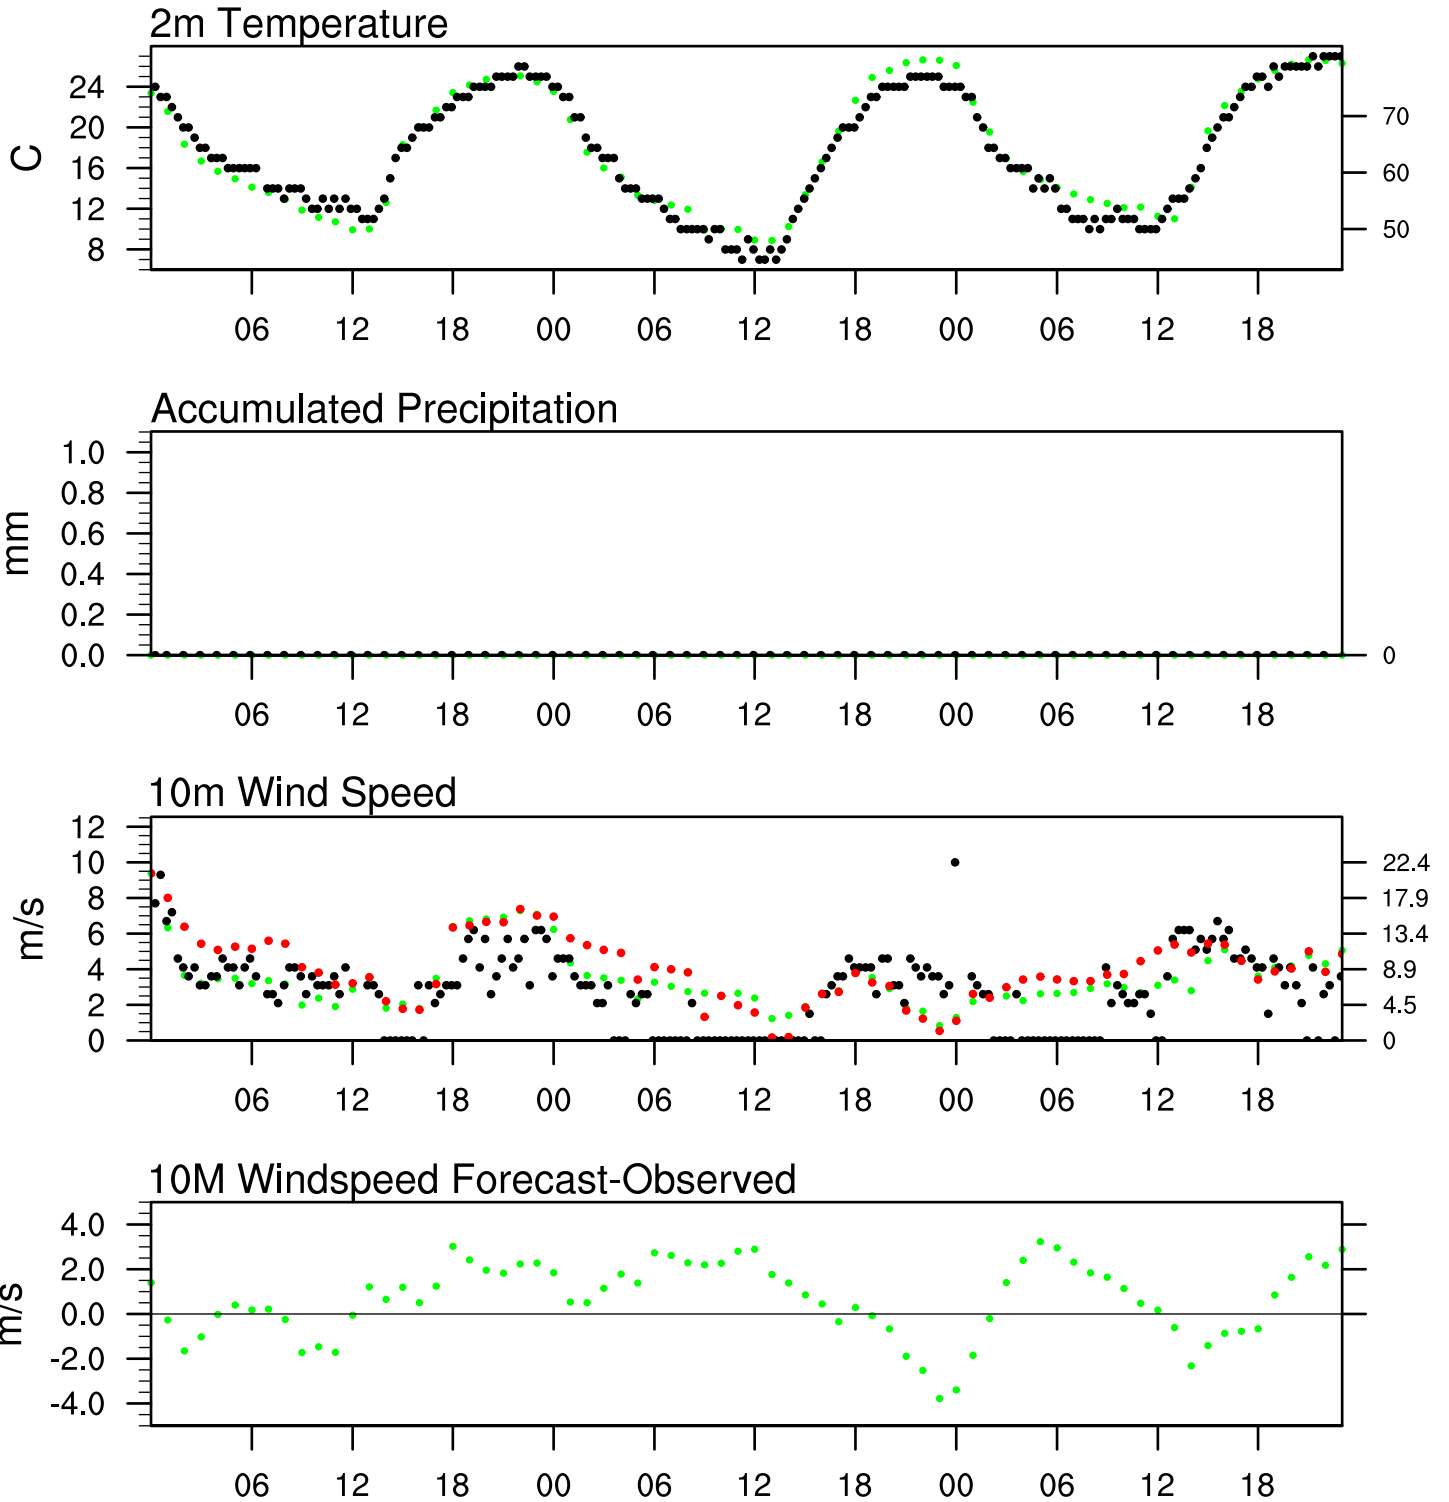 2m Temperature
C
24
20
16
12
8
70
60
50
06 12 18 00 06 12 18 00 06 12 18
Accumulated Precipitation
mm
1.0
0.8
0.6
0.4
0.2
0.0
0
06 12 18 00 06 12 18 00 06 12 18
10m Wind Speed
m/s
12
10
8
6
4
2
0
22.4
17.9
13.4
8.9
4.5
0
06 12 18 00 06 12 18 00 06 12 18
10M Windspeed Forecast-Observed
m/s
4.0
2.0
0.0
-2.0
-4.0
06 12 18 00 06 12 18 00 06 12 18